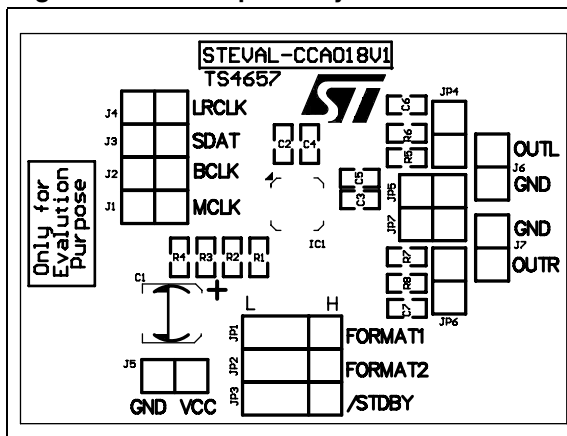 STEVAL-CCA018V1
TS4657
ST
J4 LRCLK
J3 SDAT
J2 BCLK
J1 MCLK
Only for
Evalution
Purpose
C2 C4
C6
R6
R5
JP4
OUTL
J6
GND
C5
C3
JP5
JP7
IC1
GND
J7
OUTR
R4 R3 R2 R1
R7
R8
C7
JP6
C1
+
L H
JP1 FORMAT1
JP2 FORMAT2
JP3 /STDBY
J5
GND VCC